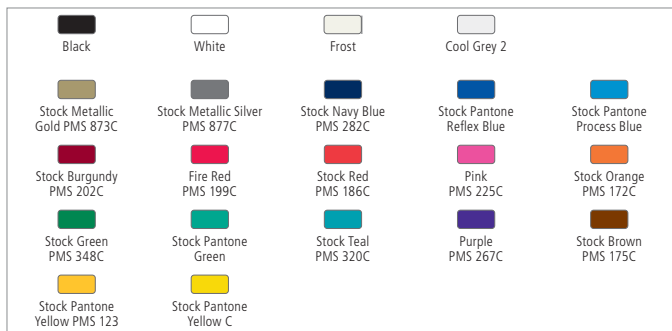 Black
White
Frost
Cool Grey 2
Stock Metallic
Gold PMS 873C
Stock Metallic Silver
PMS 877C
Stock Navy Blue
PMS 282C
Stock Pantone
Reflex Blue
Stock Pantone
Process Blue
Stock Burgundy
PMS 202C
Fire Red
PMS 199C
Stock Red
PMS 186C
Pink
PMS 225C
Stock Orange
PMS 172C
Stock Green
PMS 348C
Stock Pantone
Green
Stock Teal
PMS 320C
Purple
PMS 267C
Stock Brown
PMS 175C
Stock Pantone
Yellow PMS 123
Stock Pantone
Yellow C